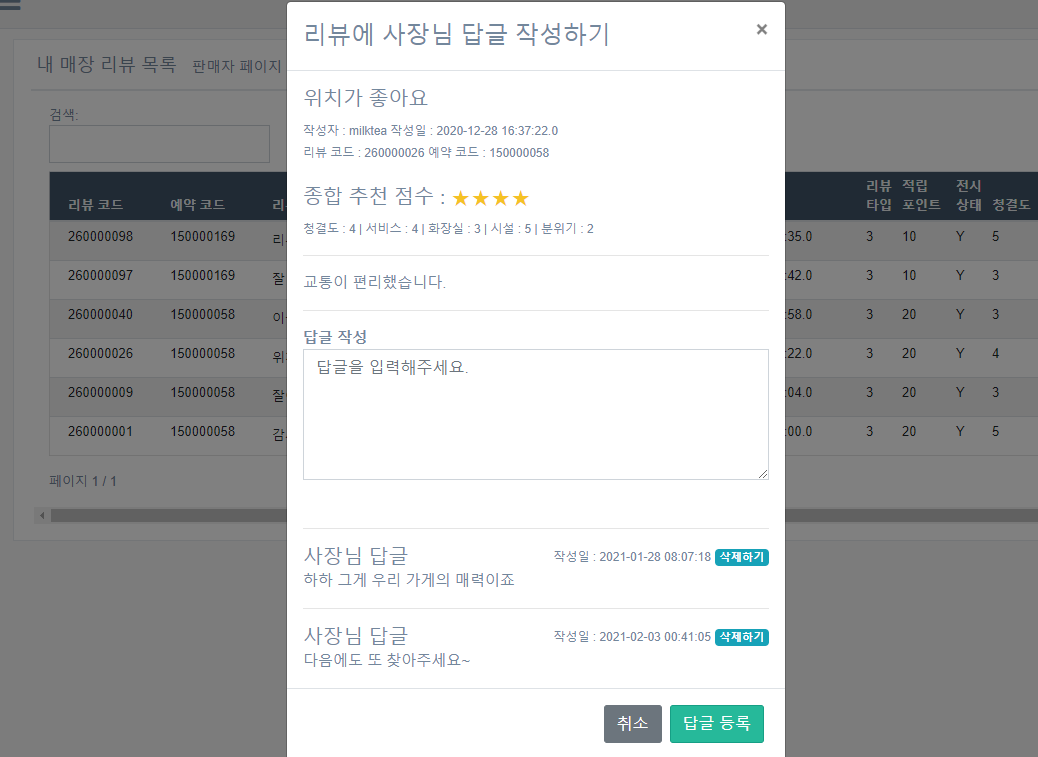 리뷰에 사장님 답글 작성하기 ×
내 매장 리뷰 목록 판매자 페이지
검색:
리뷰 코드 예약 코드
260000098 150000169
260000097 150000169 잘
260000040 150000058
260000026 150000058
260000009 150000058 잘
260000001 150000058
페이지 1 / 1
위치가 좋아요
작성자 : milktea 작성일 : 2020-12-28 16:37:22.0
리뷰 코드 : 260000026 예약 코드 : 150000058
종합 추천 점수 : ★★★★
청결도 : 4 | 서비스 : 4 | 화장실 : 3 | 시설 : 5 | 분위기 : 2
교통이 편리했습니다.
답글 작성
답글을 입력해주세요.
사장님 답글 작성일 : 2021-01-28 08:07:18 삭제하기
하하 그게 우리 가게의 매력이죠
사장님 답글 작성일 : 2021-02-03 00:41:05 삭제하기
다음에도 또 찾아주세요~
취소 답글 등록
리뷰 타입 적립 포인트 전시 상태 청결도
:35.0 3 10 Y 5
:42.0 3 10 Y 3
:58.0 3 20 Y 3
:22.0 3 20 Y 4
:04.0 3 20 Y 3
:00.0 3 20 Y 5